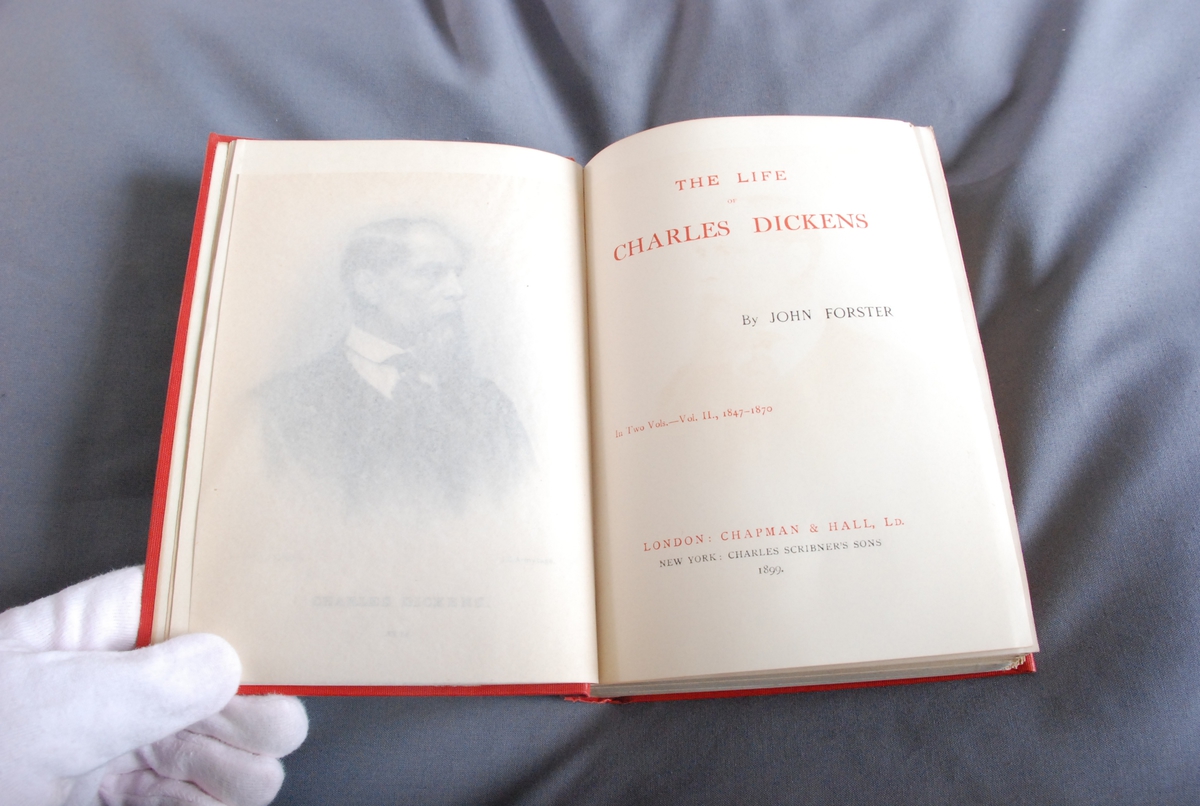 CHARLES DICKENS.
THE LIFE
OF
CHARLES DICKENS
By JOHN FORSTER
In Two Vols.—Vol. II., 1847-1870
LONDON: CHAPMAN & HALL, LD.
NEW YORK: CHARLES SCRIBNER'S SONS
1899.